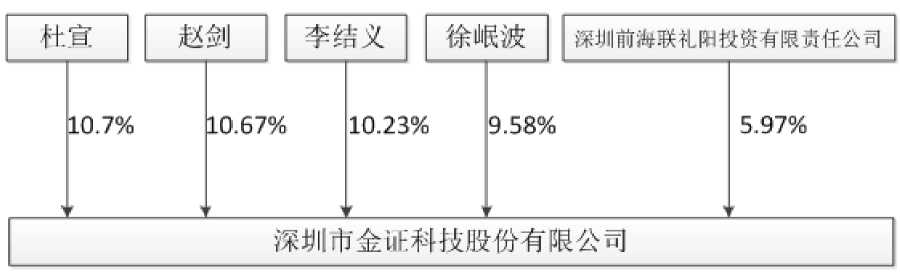 杜宣
赵剑
李结义
徐岷波
深圳前海联礼阳投资有限责任公司
10.7%
10.67%
10.23%
9.58%
5.97%
深圳市金证科技股份有限公司